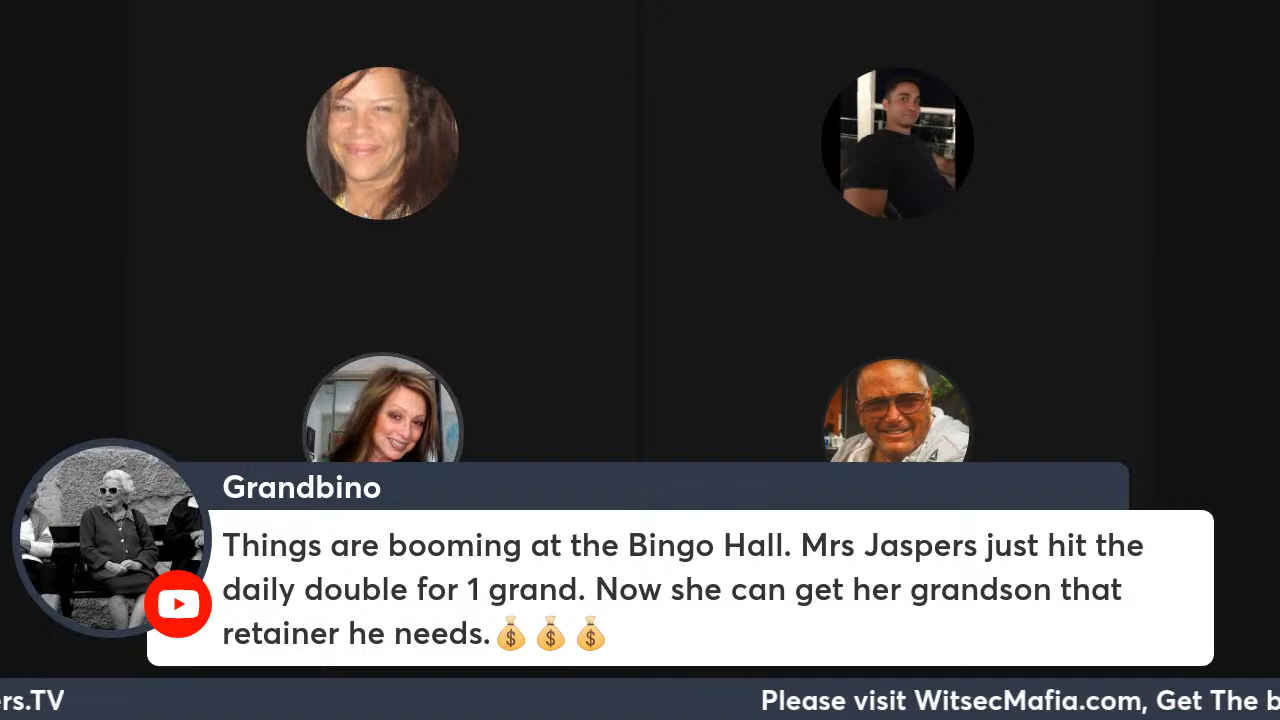 Grandbino
Things are booming at the Bingo Hall. Mrs Jaspers just hit the
daily double for 1 grand. Now she can get her grandson that
retainer he needs.💰💰💰
ers.TV Please visit WitsecMafia.com, Get The b